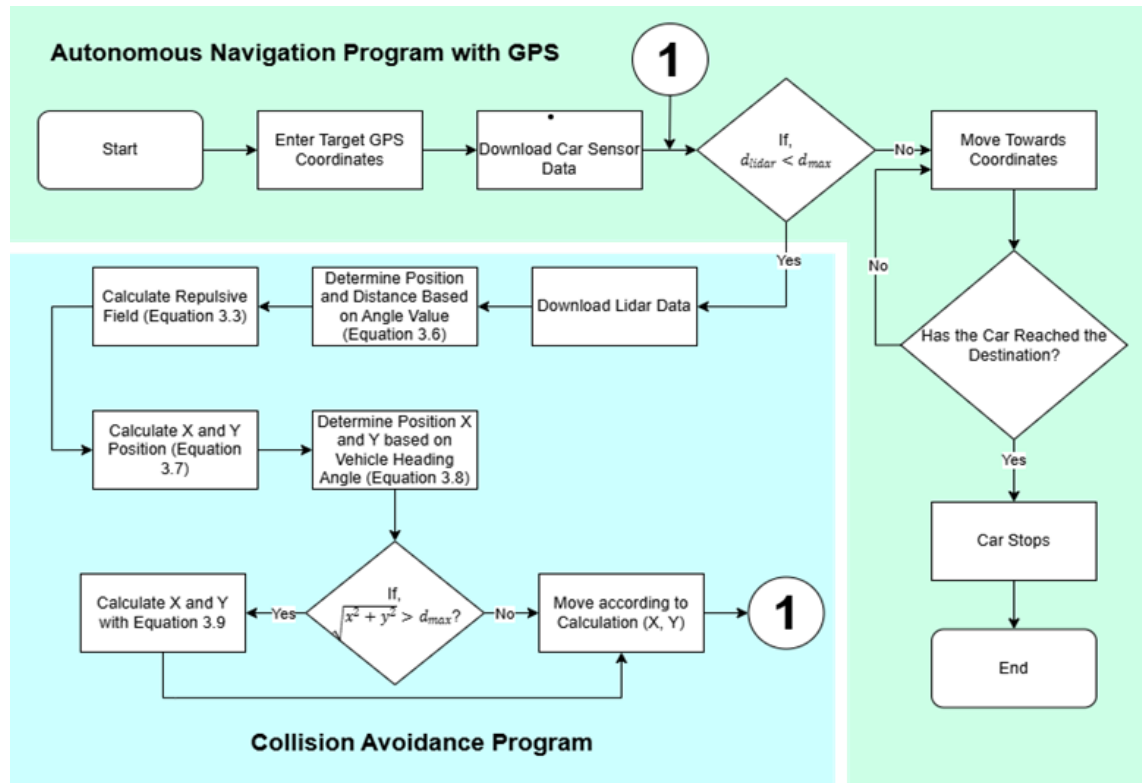 Autonomous Navigation Program with GPS
1
Start
Enter Target GPS
Coordinates
Download Car Sensor
Data
If,
d_lidar < d_max
No
Move Towards
Coordinates
Yes
No
Calculate Repulsive
Field (Equation 3.3)
Determine Position
and Distance Based
on Angle Value
(Equation 3.6)
Download Lidar Data
Has the Car Reached the
Destination?
Calculate X and Y
Position (Equation
3.7)
Determine Position X
and Y based on
Vehicle Heading
Angle (Equation 3.8)
Yes
Car Stops
Calculate X and Y
with Equation 3.9
Yes
If,
√(x² + y²) > d_max?
No
Move according to
Calculation (X, Y)
1
End
Collision Avoidance Program